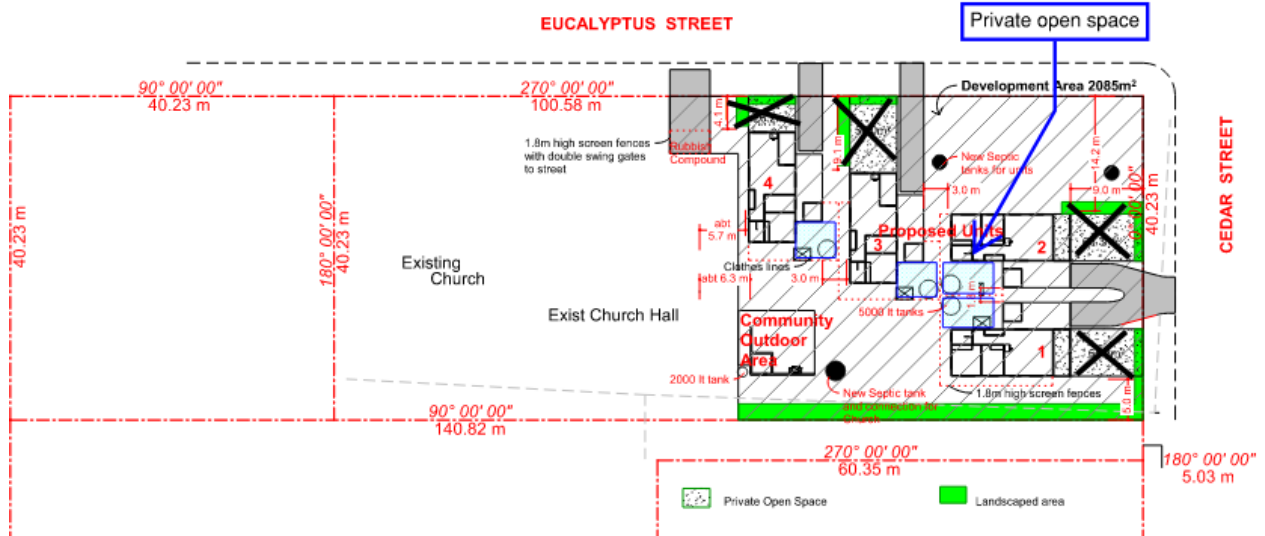 EUCALYPTUS STREET
Private open space
90° 00' 00"
40.23 m
270° 00' 00"
100.58 m
Development Area 2085m²
CEDAR STREET
4.1 m
1.8m high screen fences
with double swing gates
to street
Rubbish
Compound
9.1 m
New Septic
tanks for units
14.2 m
3.0 m
9.0 m
40.23 m
180° 00' 00"
40.23 m
40.23 m
4
abt
5.7 m
3
Proposed Units
2
Existing
Church
Clothes lines
abt 6.3 m
3.0 m
Exist Church Hall
5000 lt tanks
Community
Outdoor
Area
1
2000 lt tank
New Septic tank
and connection for
Church
1.8m high screen fences
5.0 m
90° 00' 00"
140.82 m
270° 00' 00"
60.35 m
180° 00' 00"
5.03 m
Private Open Space
Landscaped area